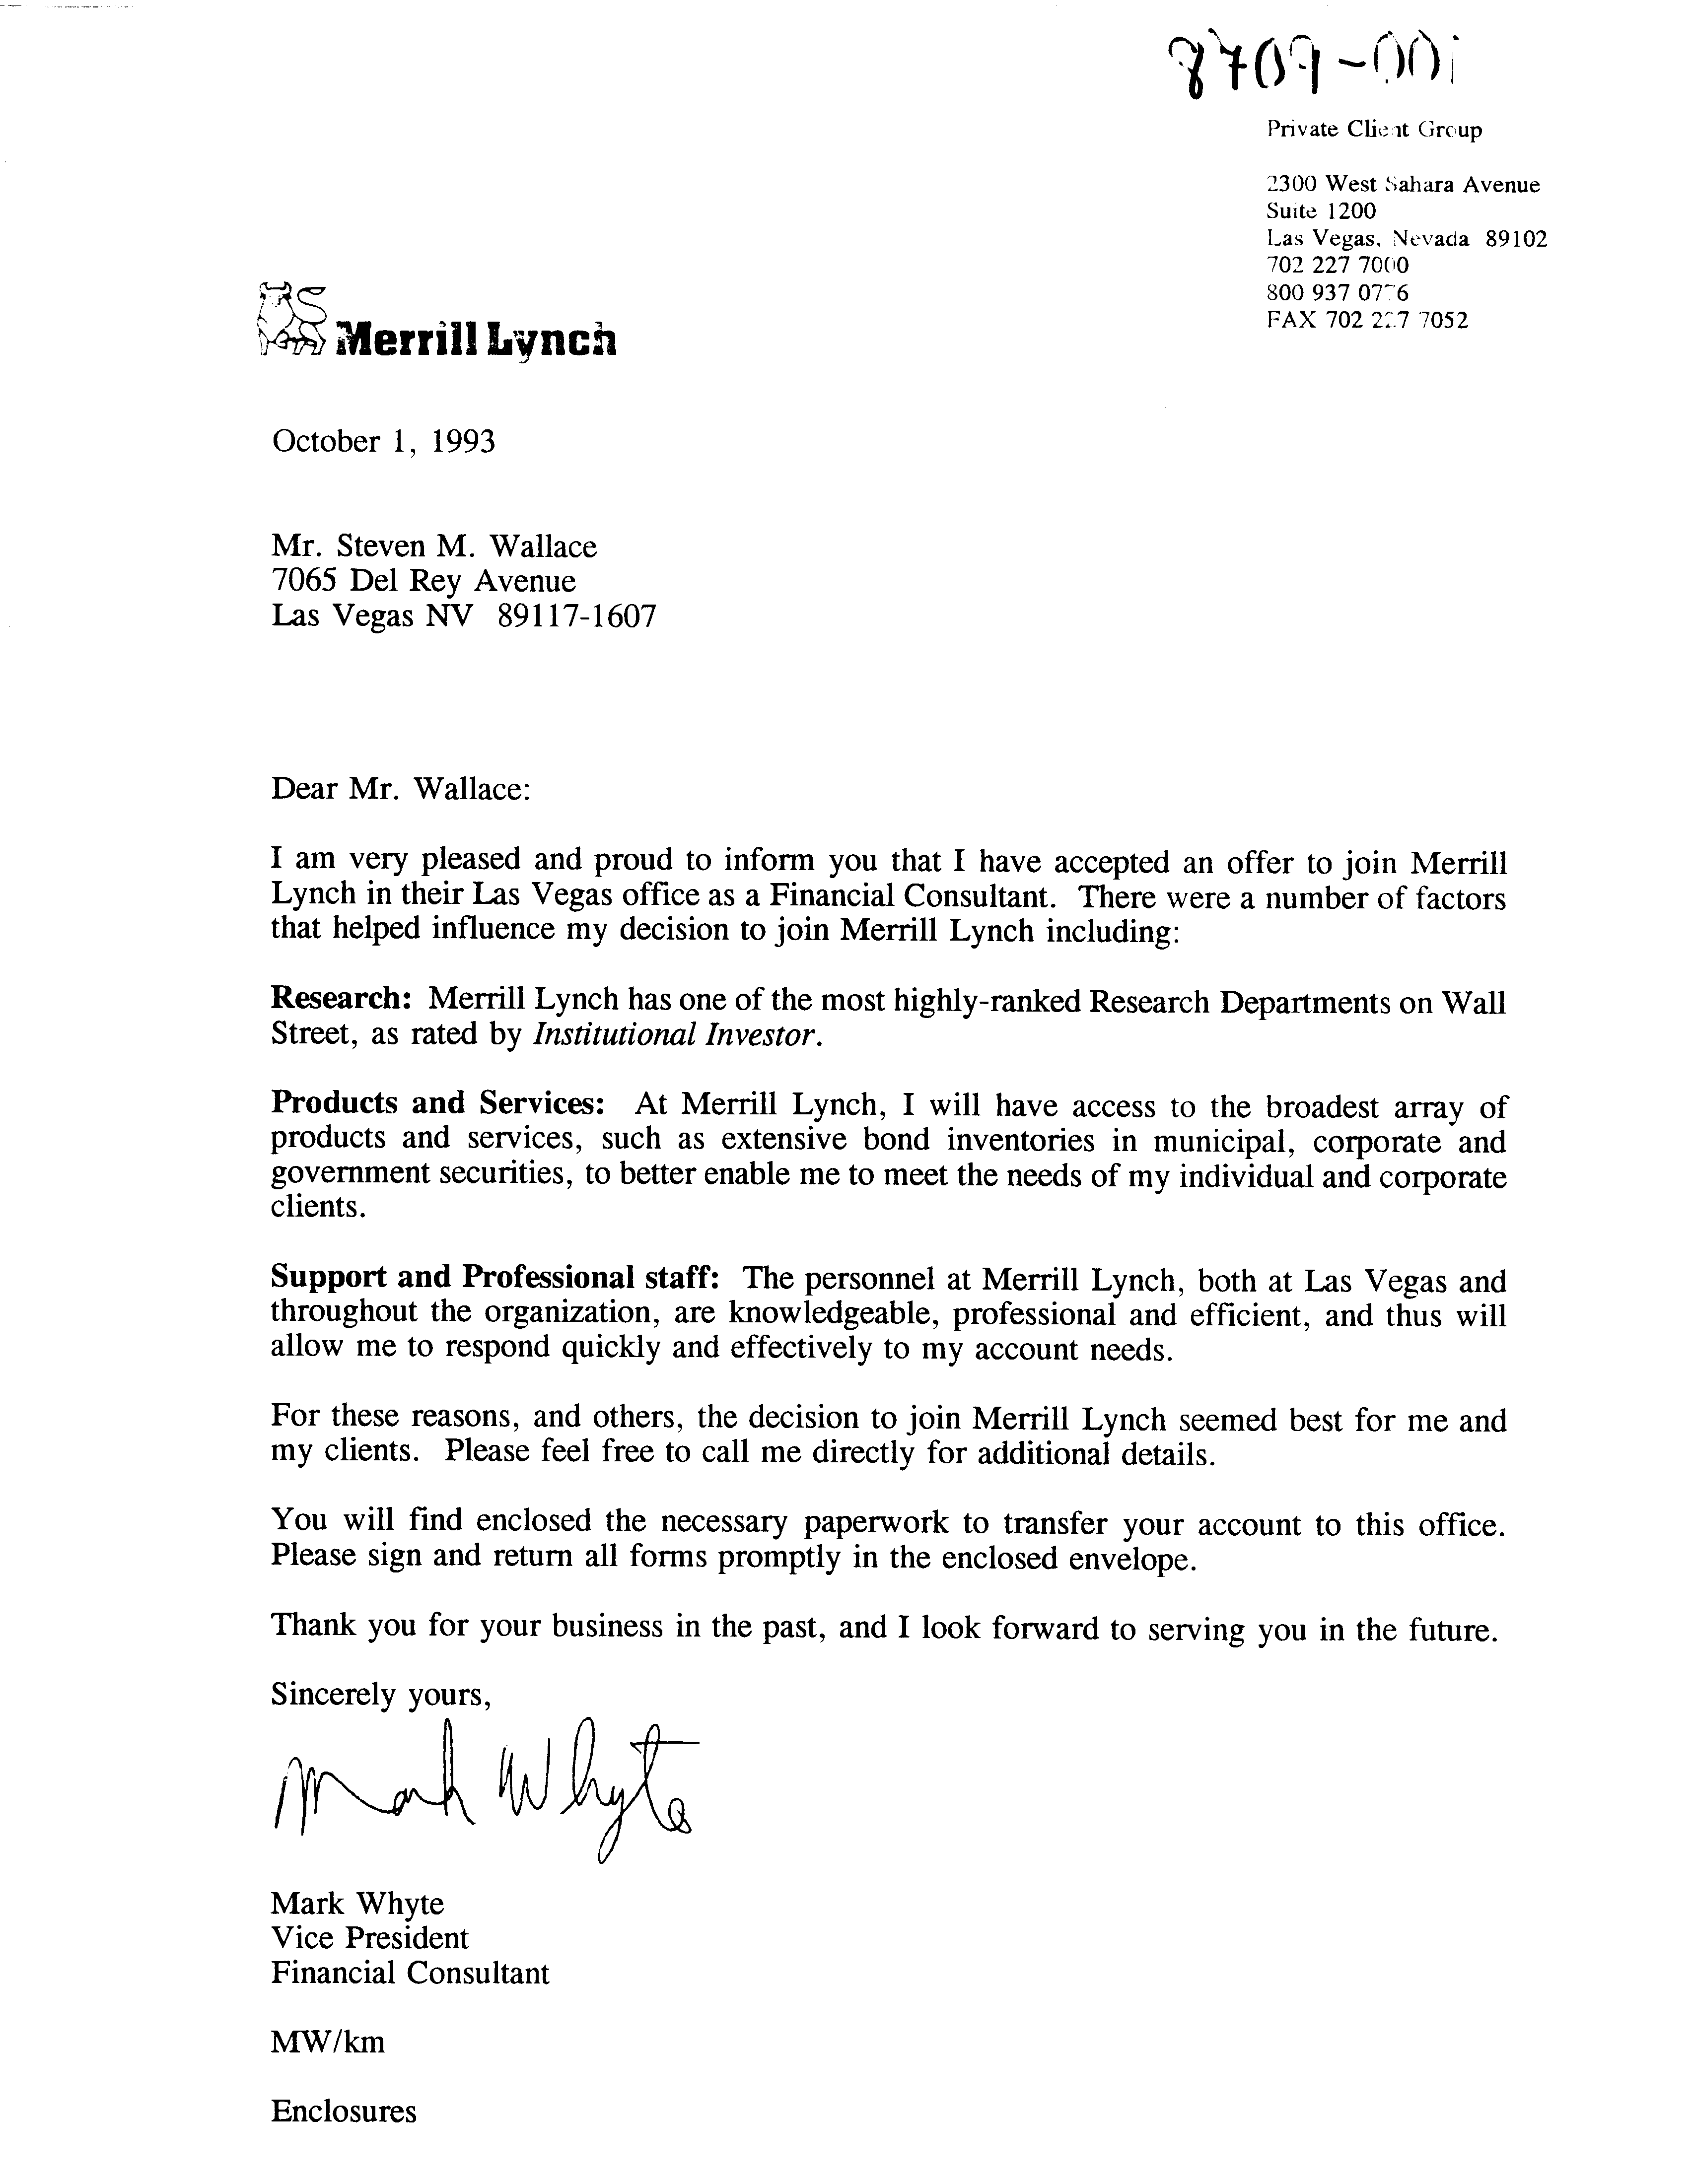 8709-001
Private Client Group
2300 West Sahara Avenue
Suite 1200
Las Vegas, Nevada 89102
702 227 7000
800 937 0776
FAX 702 227 7052
Merrill Lynch
October 1, 1993
Mr. Steven M. Wallace
7065 Del Rey Avenue
Las Vegas NV 89117-1607
Dear Mr. Wallace:
I am very pleased and proud to inform you that I have accepted an offer to join Merrill
Lynch in their Las Vegas office as a Financial Consultant. There were a number of factors
that helped influence my decision to join Merrill Lynch including:
Research: Merrill Lynch has one of the most highly-ranked Research Departments on Wall
Street, as rated by Institutional Investor.
Products and Services: At Merrill Lynch, I will have access to the broadest array of
products and services, such as extensive bond inventories in municipal, corporate and
government securities, to better enable me to meet the needs of my individual and corporate
clients.
Support and Professional staff: The personnel at Merrill Lynch, both at Las Vegas and
throughout the organization, are knowledgeable, professional and efficient, and thus will
allow me to respond quickly and effectively to my account needs.
For these reasons, and others, the decision to join Merrill Lynch seemed best for me and
my clients. Please feel free to call me directly for additional details.
You will find enclosed the necessary paperwork to transfer your account to this office.
Please sign and return all forms promptly in the enclosed envelope.
Thank you for your business in the past, and I look forward to serving you in the future.
Sincerely yours,
Mark Whyte
Mark Whyte
Vice President
Financial Consultant
MW/km
Enclosures